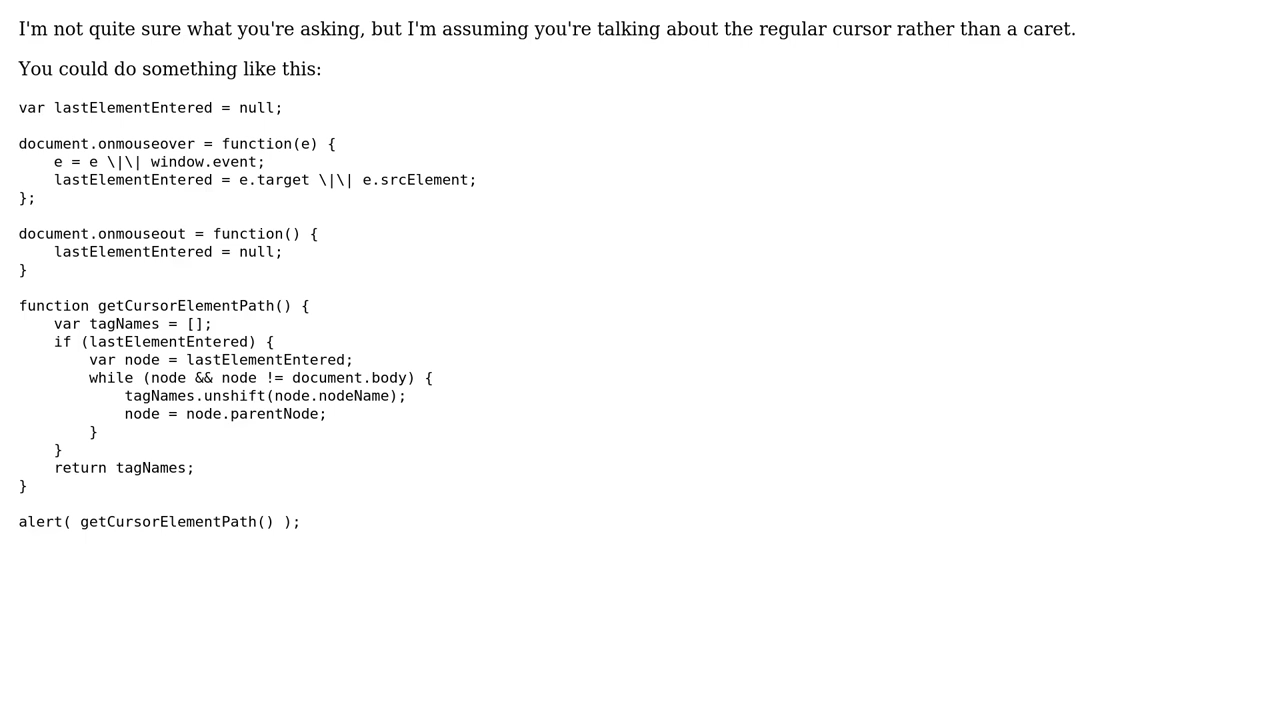 I'm not quite sure what you're asking, but I'm assuming you're talking about the regular cursor rather than a caret.
You could do something like this:
var lastElementEntered = null;
document.onmouseover = function(e) {
    e = e \|\| window.event;
    lastElementEntered = e.target \|\| e.srcElement;
};
document.onmouseout = function() {
    lastElementEntered = null;
}
function getCursorElementPath() {
    var tagNames = [];
    if (lastElementEntered) {
        var node = lastElementEntered;
        while (node && node != document.body) {
            tagNames.unshift(node.nodeName);
            node = node.parentNode;
        }
    }
    return tagNames;
}
alert( getCursorElementPath() );